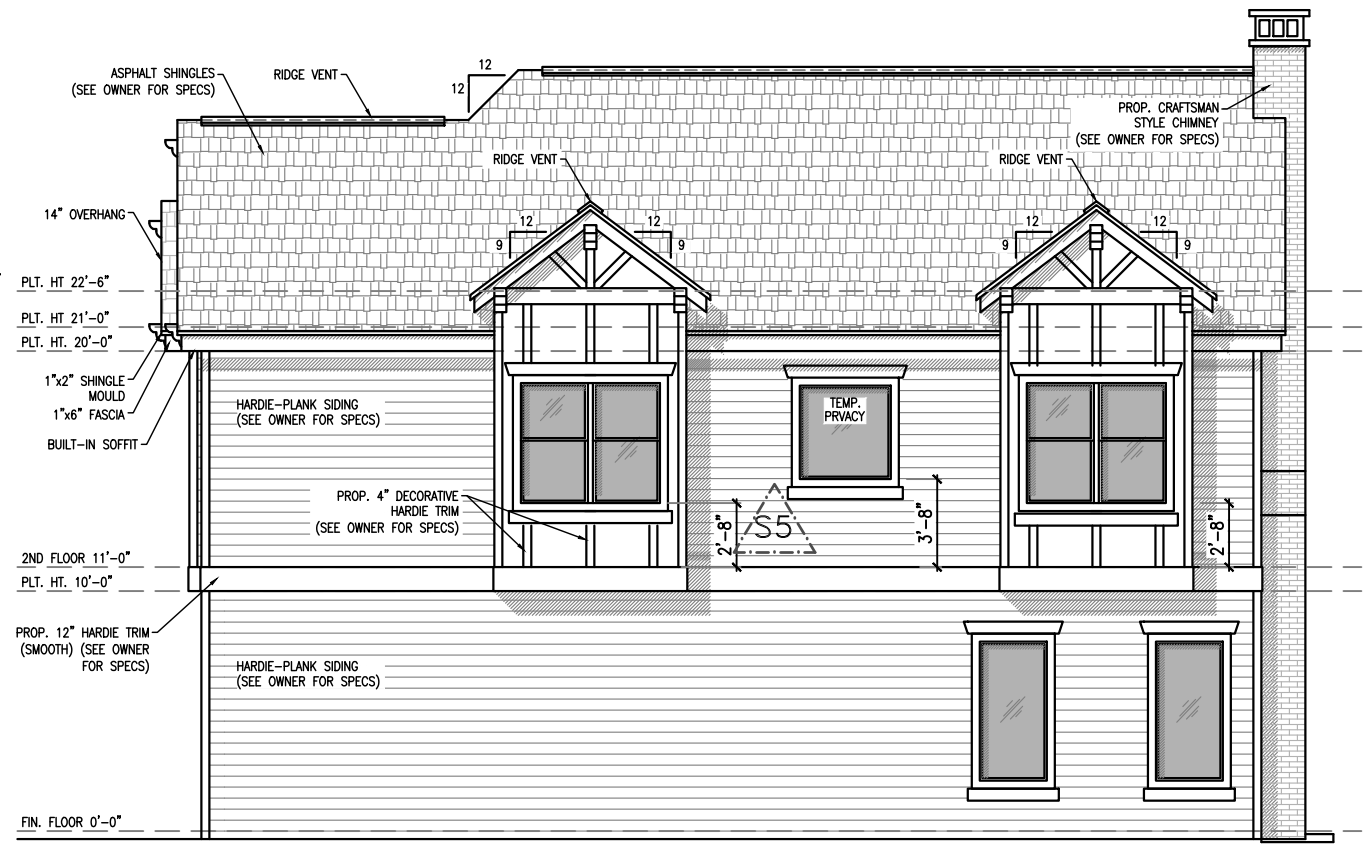 ASPHALT SHINGLES
(SEE OWNER FOR SPECS)
RIDGE VENT
12
12
PROP. CRAFTSMAN
STYLE CHIMNEY
(SEE OWNER FOR SPECS)
RIDGE VENT
RIDGE VENT
14" OVERHANG
12
12
9
9
12
12
9
9
PLT. HT 22'-6"
PLT. HT 21'-0"
PLT. HT. 20'-0"
1"x2" SHINGLE
MOULD
1"x6" FASCIA
BUILT-IN SOFFIT
HARDIE-PLANK SIDING
(SEE OWNER FOR SPECS)
TEMP.
PRVACY
PROP. 4" DECORATIVE
HARDIE TRIM
(SEE OWNER FOR SPECS)
2'-8"
S5
3'-8"
2'-8"
2ND FLOOR 11'-0"
PLT. HT. 10'-0"
PROP. 12" HARDIE TRIM
(SMOOTH) (SEE OWNER
FOR SPECS)
HARDIE-PLANK SIDING
(SEE OWNER FOR SPECS)
FIN. FLOOR 0'-0"